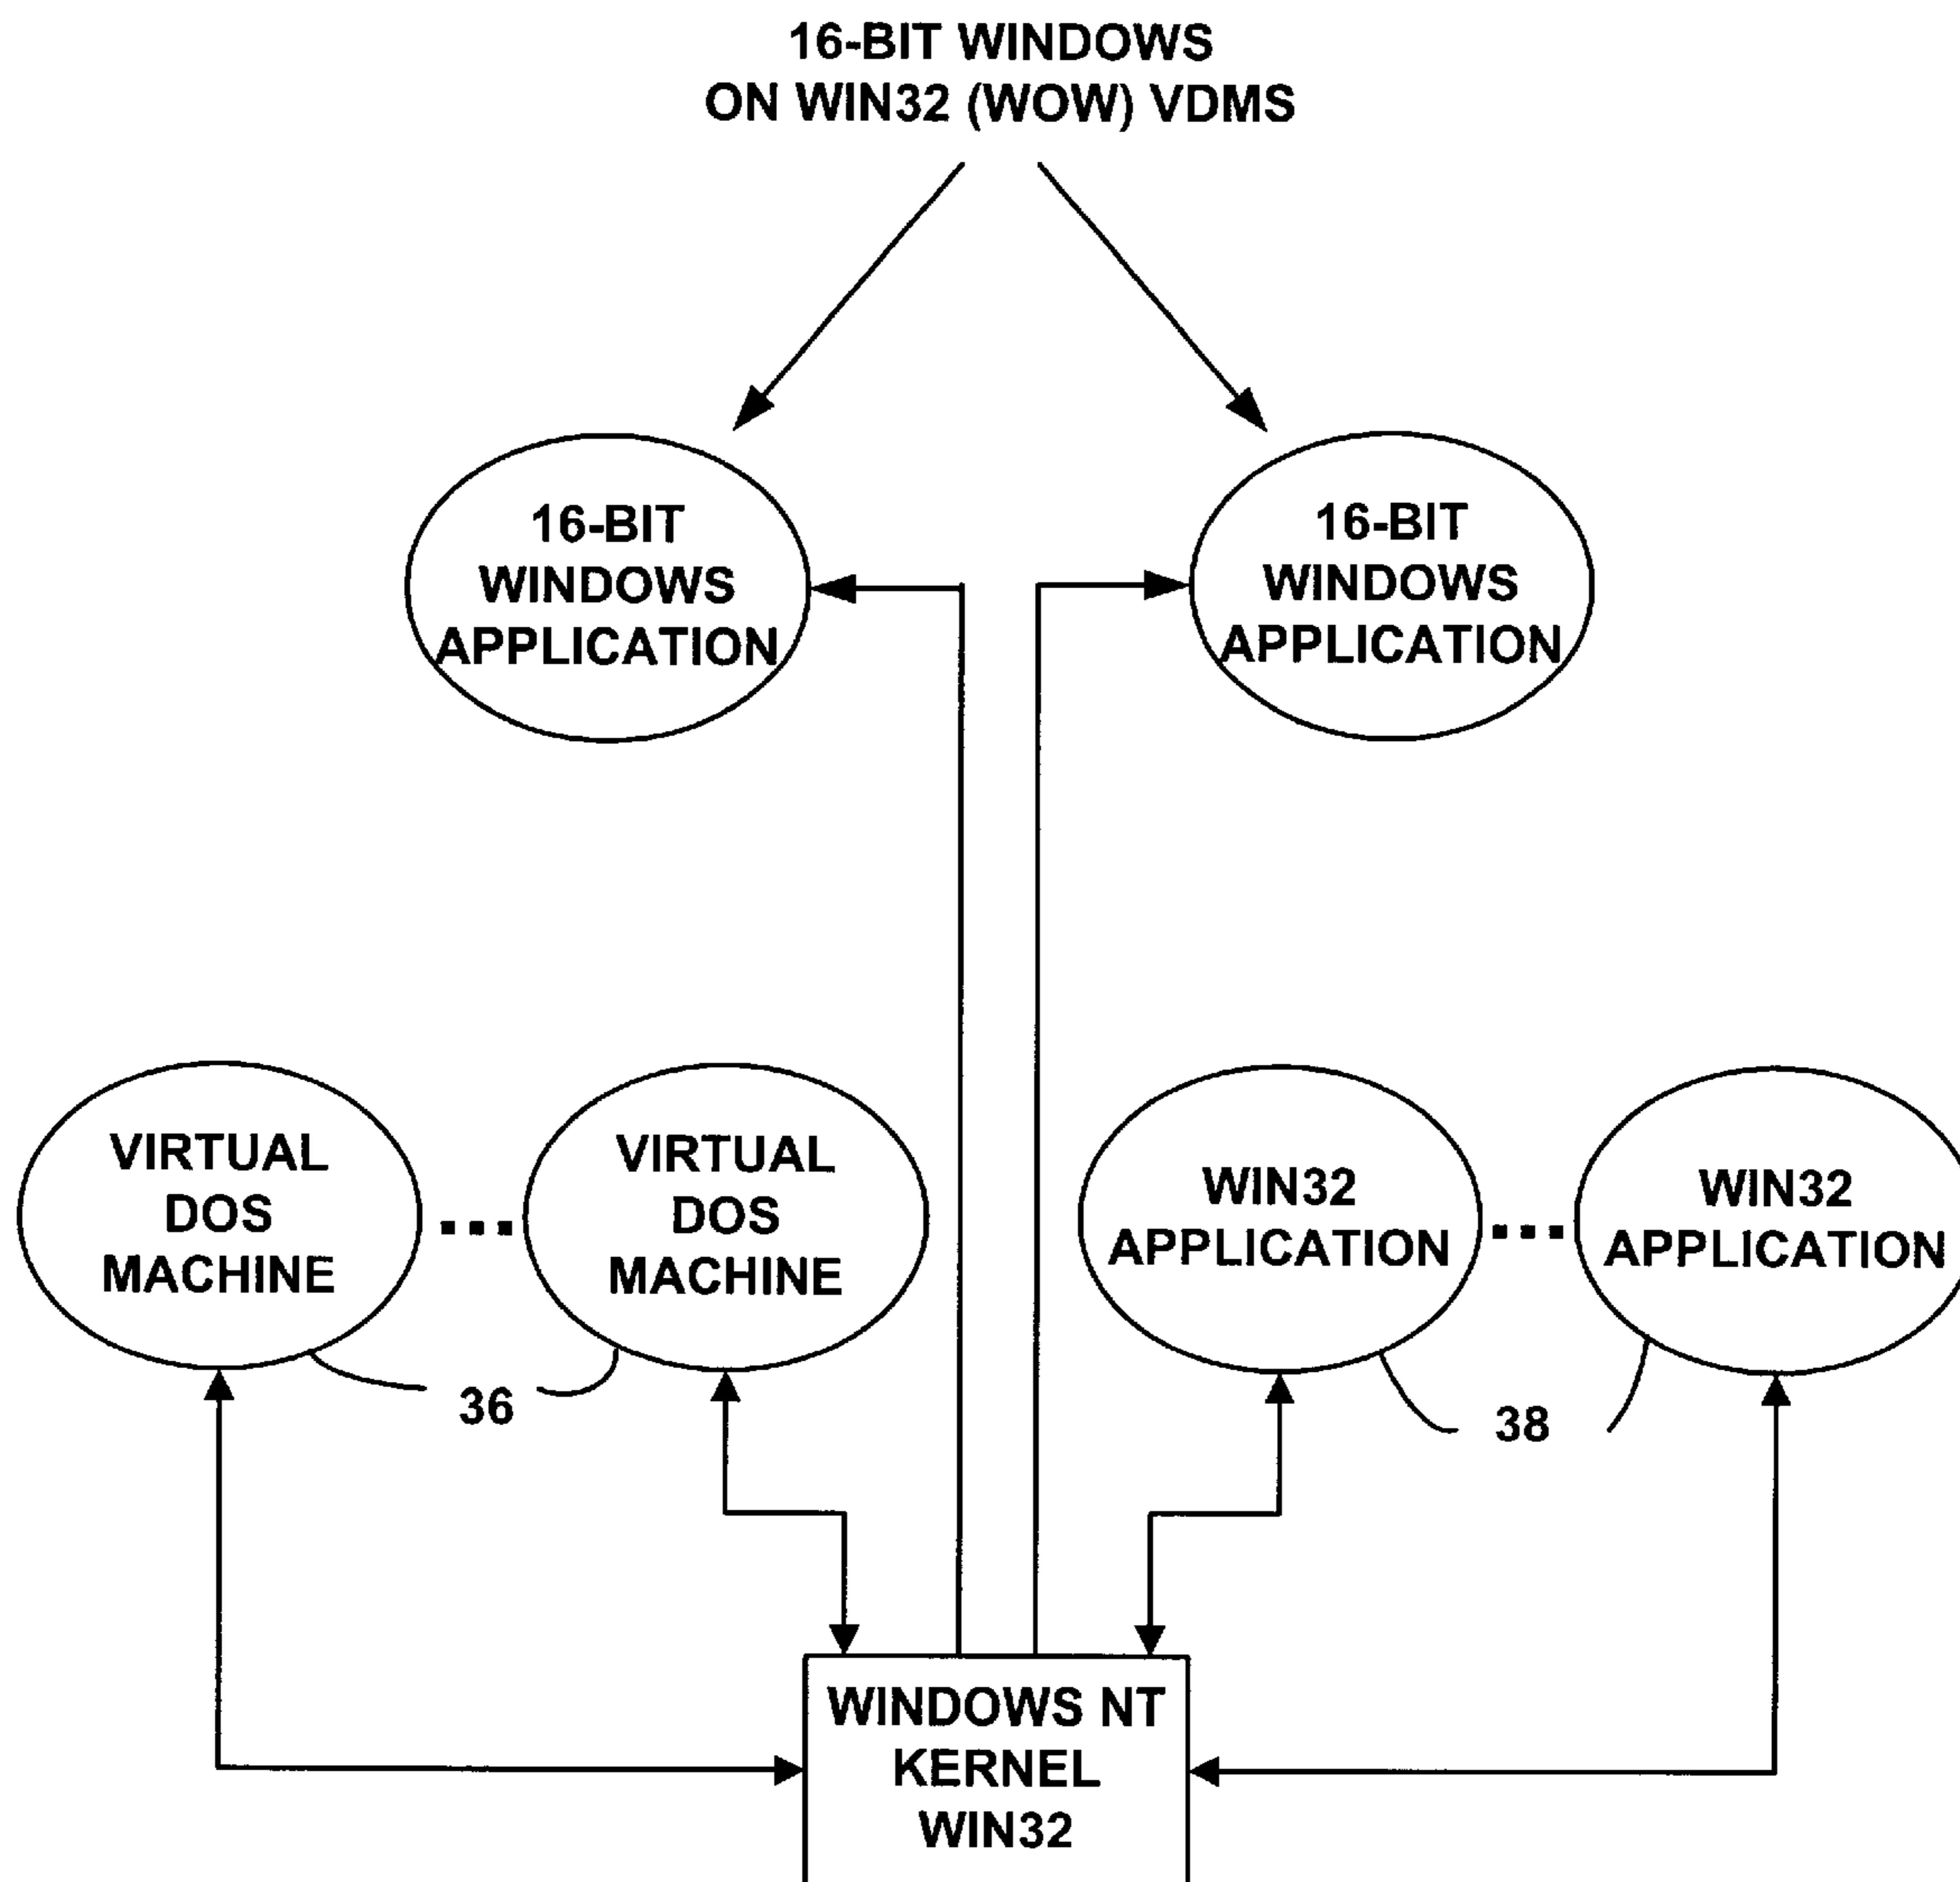 16-BIT WINDOWS
ON WIN32 (WOW) VDMS
16-BIT
WINDOWS
APPLICATION
16-BIT
WINDOWS
APPLICATION
VIRTUAL
DOS
MACHINE
...
VIRTUAL
DOS
MACHINE
WIN32
APPLICATION
...
WIN32
APPLICATION
36
38
WINDOWS NT
KERNEL
WIN32